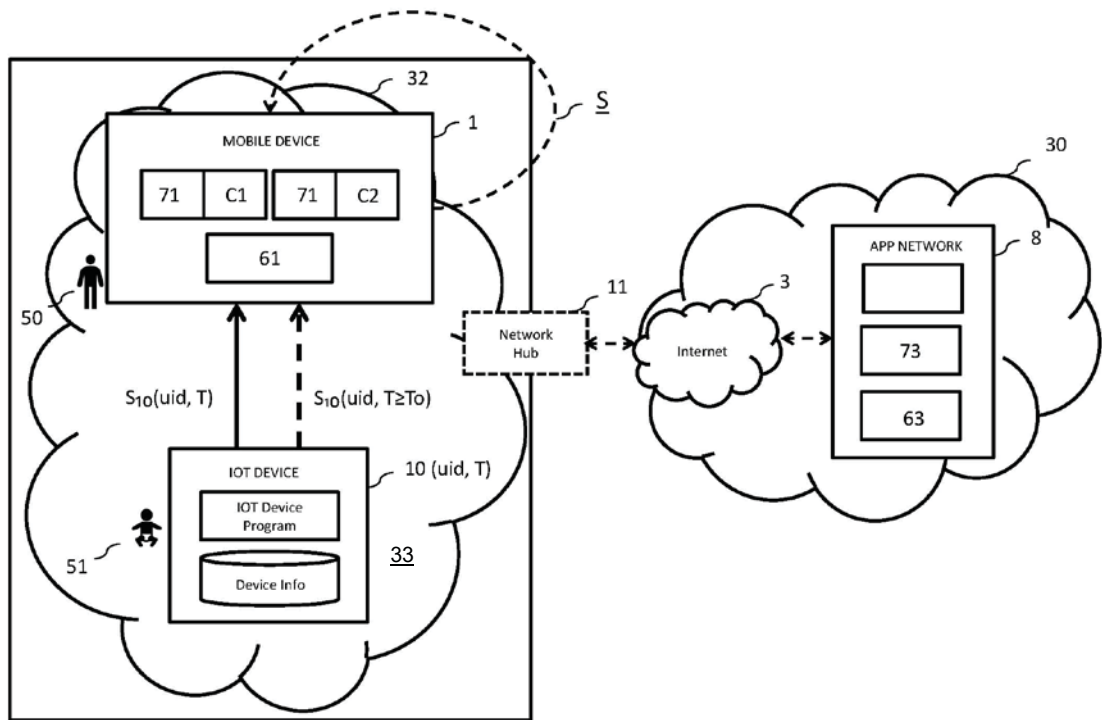 32
S
1
MOBILE DEVICE
71 C1 71 C2
61
50
30
APP NETWORK
8
73
63
3
Internet
11
Network
Hub
S₁₀(uid, T)
S₁₀(uid, T≥To)
IOT DEVICE
10 (uid, T)
IOT Device
Program
Device Info
51
33